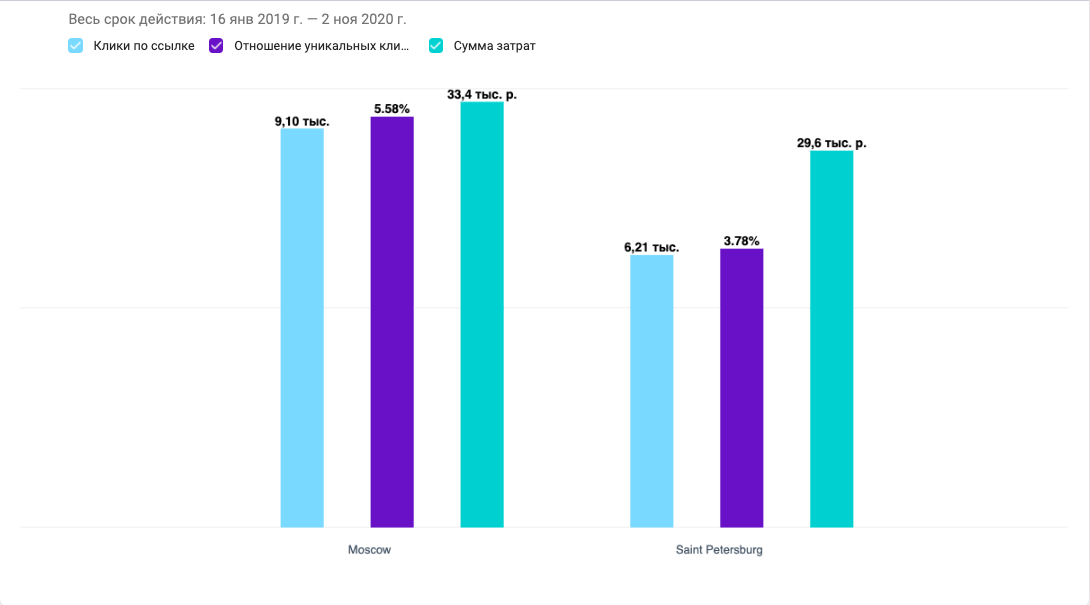 Весь срок действия: 16 янв 2019 г. — 2 ноя 2020 г.
Клики по ссылке Отношение уникальных кли... Сумма затрат
33,4 тыс. р.
5.58%
9,10 тыс.
29,6 тыс. р.
3.78%
6,21 тыс.
Moscow Saint Petersburg